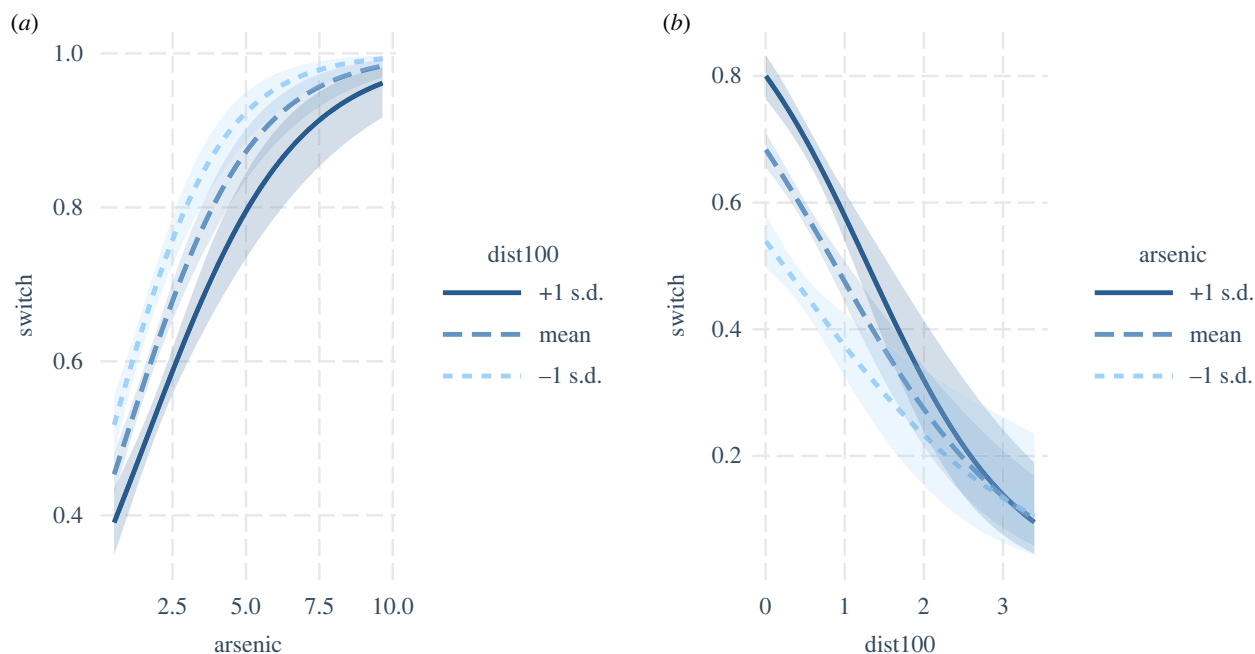 (a)
1.0
0.8
0.6
0.4
switch
2.5 5.0 7.5 10.0
arsenic
dist100
+1 s.d.
mean
–1 s.d.
(b)
0.8
0.6
0.4
0.2
switch
0 1 2 3
dist100
arsenic
+1 s.d.
mean
–1 s.d.